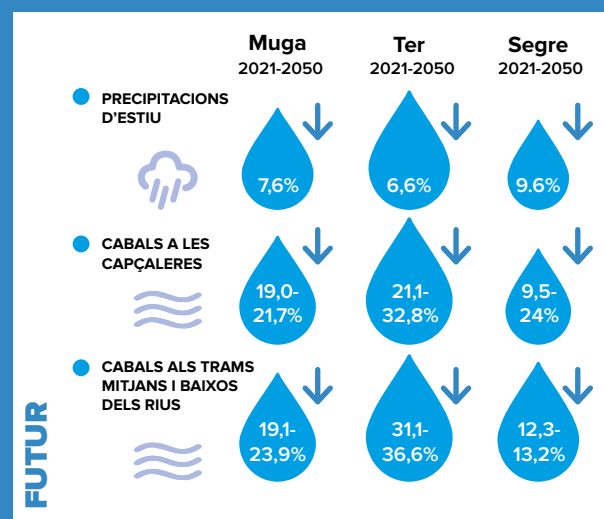 Muga
2021-2050
Ter
2021-2050
Segre
2021-2050
PRECIPITACIONS
D'ESTIU
7,6%
6,6%
9.6%
CABALS A LES
CAPÇALERES
19,0-
21,7%
21,1-
32,8%
9,5-
24%
CABALS ALS TRAMS
MITJANS I BAIXOS
DELS RIUS
19,1-
23,9%
31,1-
36,6%
12,3-
13,2%
FUTUR